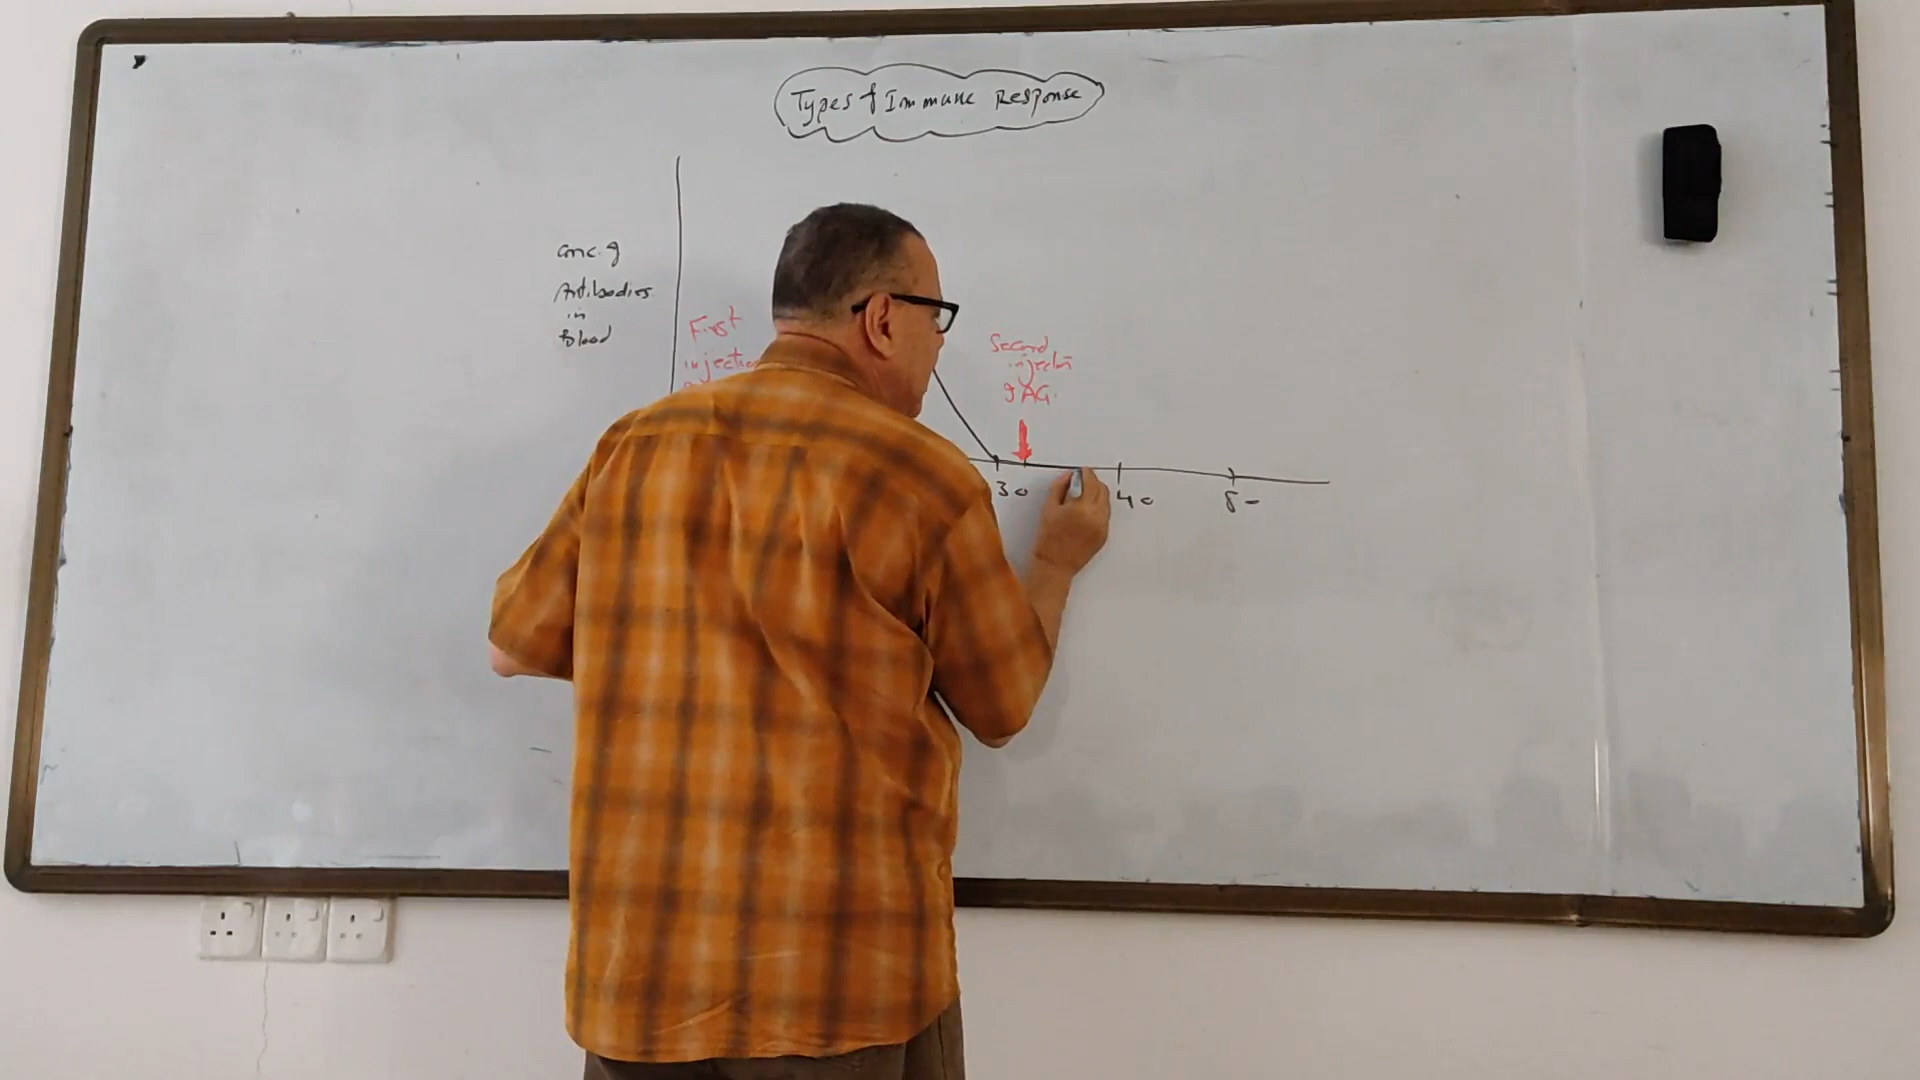 Types of Immune Response
Conc. of
Antibodies
in
Blood
First
injection
Second
injection
of AG.
30
40